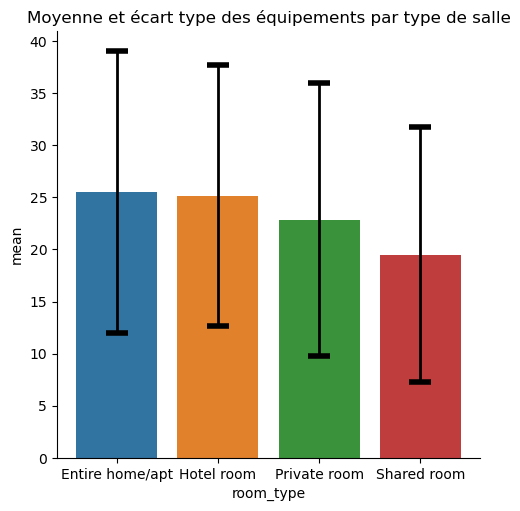 Moyenne et écart type des équipements par type de salle
40
35
30
25
20
15
10
5
0
mean
Entire home/apt Hotel room Private room Shared room
room_type